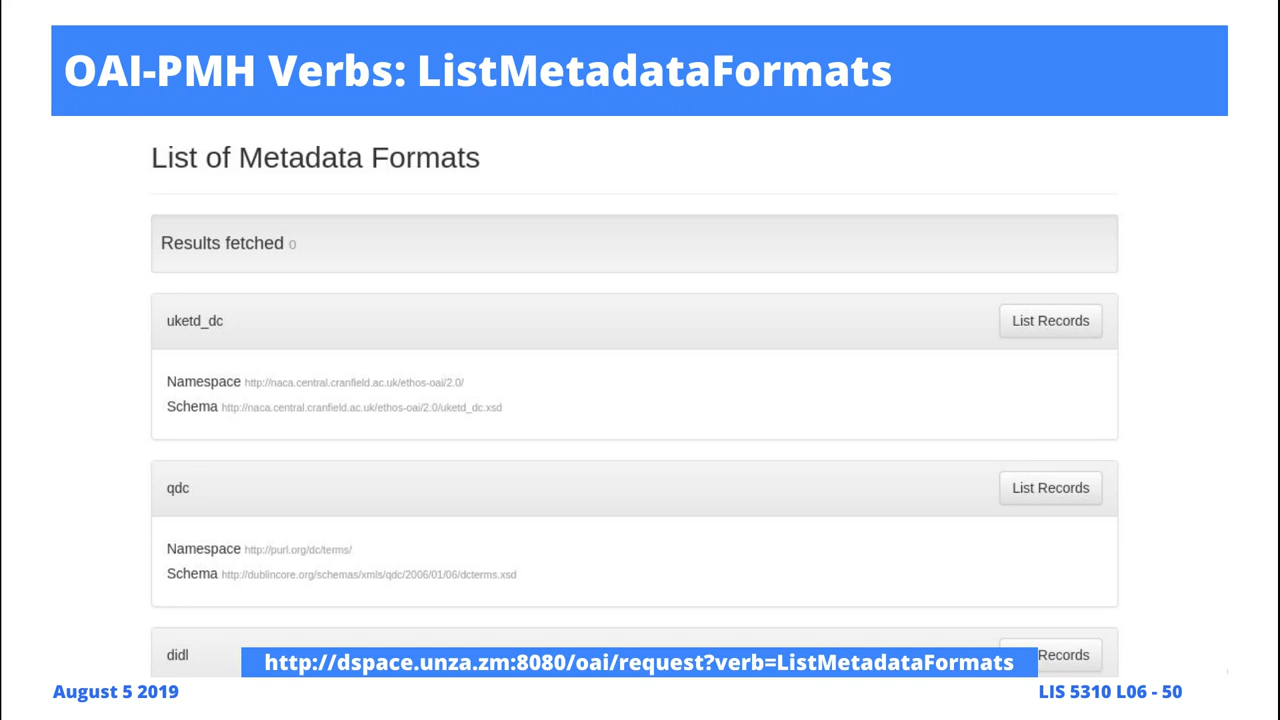 OAI-PMH Verbs: ListMetadataFormats
List of Metadata Formats
Results fetched 0
uketd_dc
List Records
Namespace http://naca.central.cranfield.ac.uk/ethos-oai/2.0/
Schema http://naca.central.cranfield.ac.uk/ethos-oai/2.0/uketd_dc.xsd
qdc
List Records
Namespace http://purl.org/dc/terms/
Schema http://dublincore.org/schemas/xmls/qdc/2006/01/06/dcterms.xsd
didl
Records
http://dspace.unza.zm:8080/oai/request?verb=ListMetadataFormats
August 5 2019
LIS 5310 L06 - 50